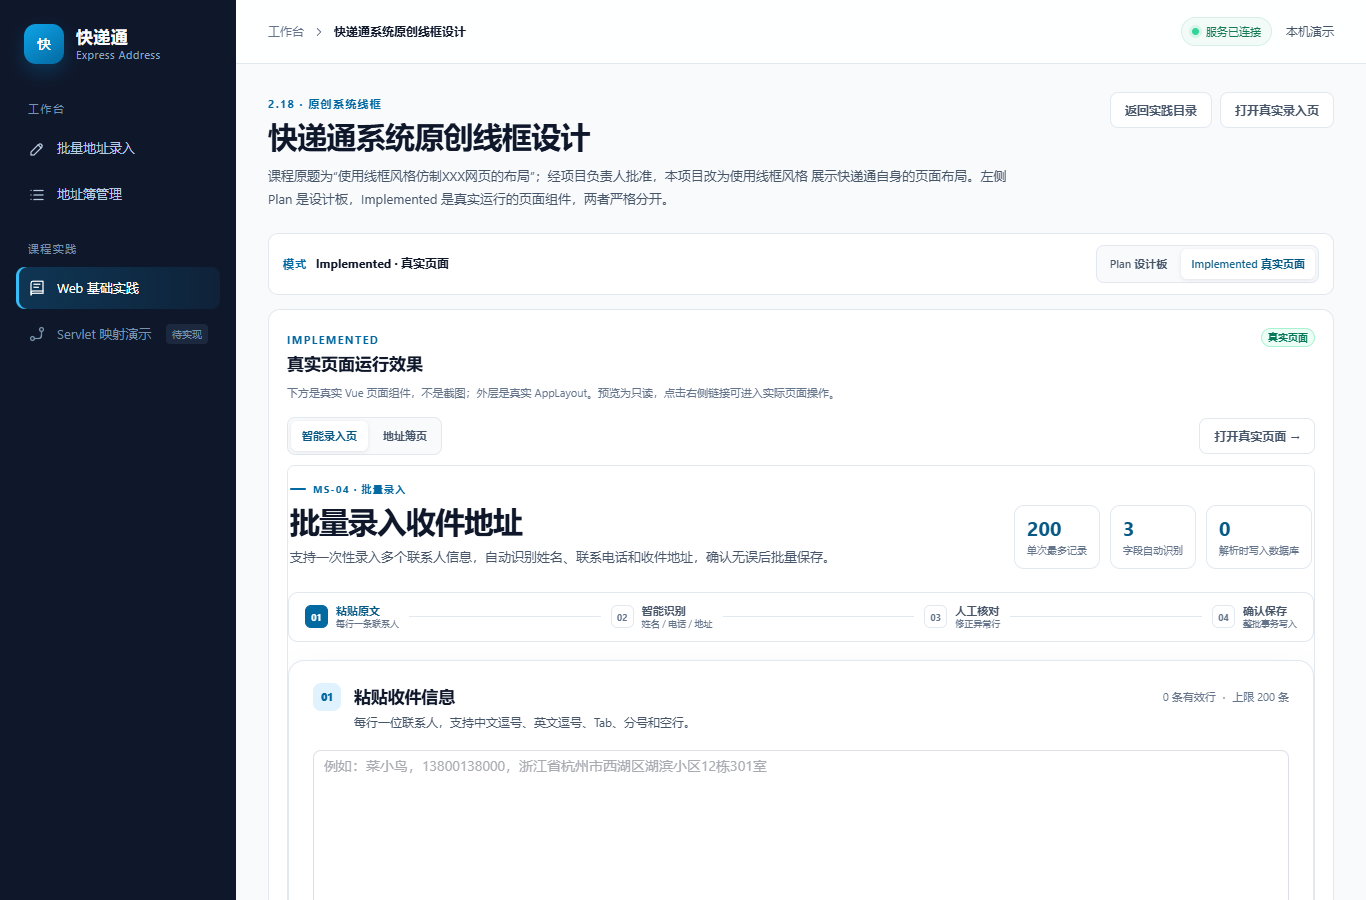 快
快递通
Express Address
工作台
批量地址录入
地址簿管理
课程实践
Web 基础实践
Servlet 映射演示 待实现
工作台 > 快递通系统原创线框设计
服务已连接
本机演示
2.18 · 原创系统线框
快递通系统原创线框设计
课程原题为“使用线框风格仿制XXX网页的布局”；经项目负责人批准，本项目改为使用线框风格 展示快递通自身的页面布局。左侧
Plan 是设计板，Implemented 是真实运行的页面组件，两者严格分开。
返回实践目录
打开真实录入页
模式 Implemented · 真实页面
Plan 设计板
Implemented 真实页面
IMPLEMENTED
真实页面
真实页面运行效果
下方是真实 Vue 页面组件，不是截图；外层是真实 AppLayout。预览为只读，点击右侧链接可进入实际页面操作。
智能录入页
地址簿页
打开真实页面 →
MS-04 · 批量录入
批量录入收件地址
支持一次性录入多个联系人信息，自动识别姓名、联系电话和收件地址，确认无误后批量保存。
200
单次最多记录
3
字段自动识别
0
解析时写入数据库
01
粘贴原文
每行一条联系人
02
智能识别
姓名 / 电话 / 地址
03
人工核对
修正异常行
04
确认保存
整批事务写入
01
粘贴收件信息
每行一位联系人，支持中文逗号、英文逗号、Tab、分号和空行。
0 条有效行 · 上限 200 条
例如：菜小鸟，13800138000，浙江省杭州市西湖区湖滨小区12栋301室